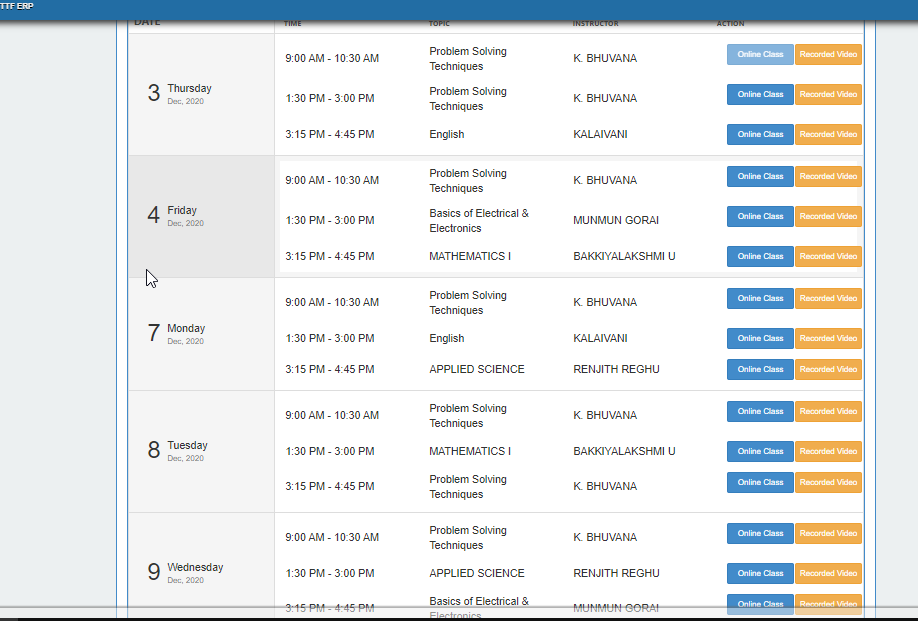 TTF ERP
DATE TIME TOPIC INSTRUCTOR ACTION
9:00 AM - 10:30 AM Problem Solving Techniques K. BHUVANA Online Class Recorded Video
3 Thursday Dec, 2020
1:30 PM - 3:00 PM Problem Solving Techniques K. BHUVANA Online Class Recorded Video
3:15 PM - 4:45 PM English KALAIVANI Online Class Recorded Video
9:00 AM - 10:30 AM Problem Solving Techniques K. BHUVANA Online Class Recorded Video
4 Friday Dec, 2020
1:30 PM - 3:00 PM Basics of Electrical & Electronics MUNMUN GORAI Online Class Recorded Video
3:15 PM - 4:45 PM MATHEMATICS I BAKKIYALAKSHMI U Online Class Recorded Video
9:00 AM - 10:30 AM Problem Solving Techniques K. BHUVANA Online Class Recorded Video
7 Monday Dec, 2020
1:30 PM - 3:00 PM English KALAIVANI Online Class Recorded Video
3:15 PM - 4:45 PM APPLIED SCIENCE RENJITH REGHU Online Class Recorded Video
9:00 AM - 10:30 AM Problem Solving Techniques K. BHUVANA Online Class Recorded Video
8 Tuesday Dec, 2020
1:30 PM - 3:00 PM MATHEMATICS I BAKKIYALAKSHMI U Online Class Recorded Video
3:15 PM - 4:45 PM Problem Solving Techniques K. BHUVANA Online Class Recorded Video
9:00 AM - 10:30 AM Problem Solving Techniques K. BHUVANA Online Class Recorded Video
9 Wednesday Dec, 2020
1:30 PM - 3:00 PM APPLIED SCIENCE RENJITH REGHU Online Class Recorded Video
3:15 PM - 4:45 PM Basics of Electrical & Electronics MUNMUN GORAI Online Class Recorded Video